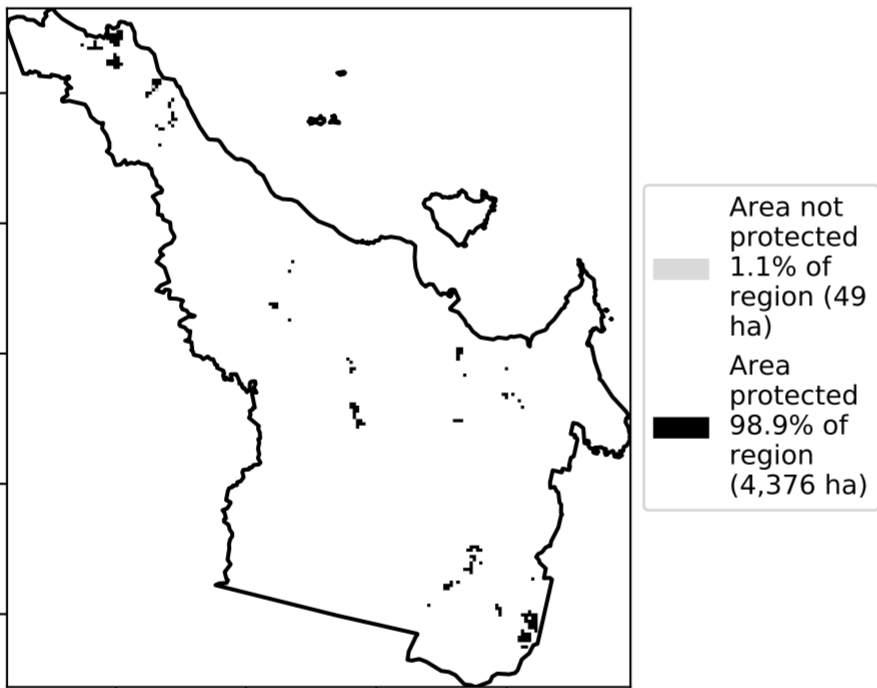 Area not
protected
1.1% of
region (49
ha)
Area
protected
98.9% of
region
(4,376 ha)